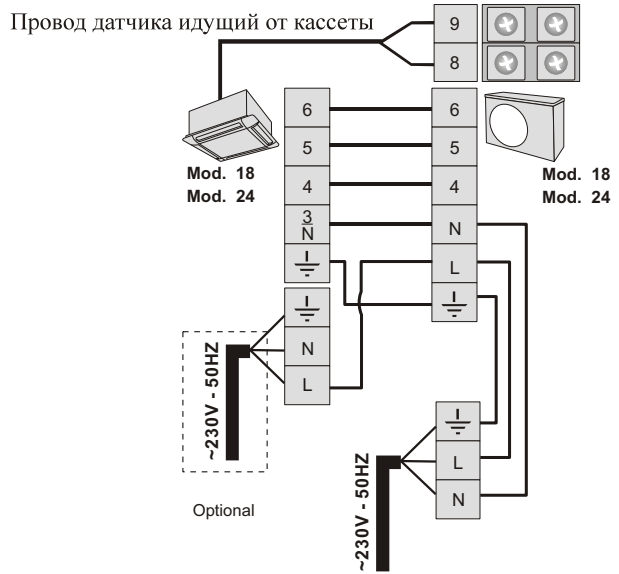 Провод датчика идущий от кассеты
9
8
6
5
4
3
N
6
5
4
N
L
Mod. 18
Mod. 24
Mod. 18
Mod. 24
N
L
~230V - 50HZ
Optional
L
N
~230V - 50HZ